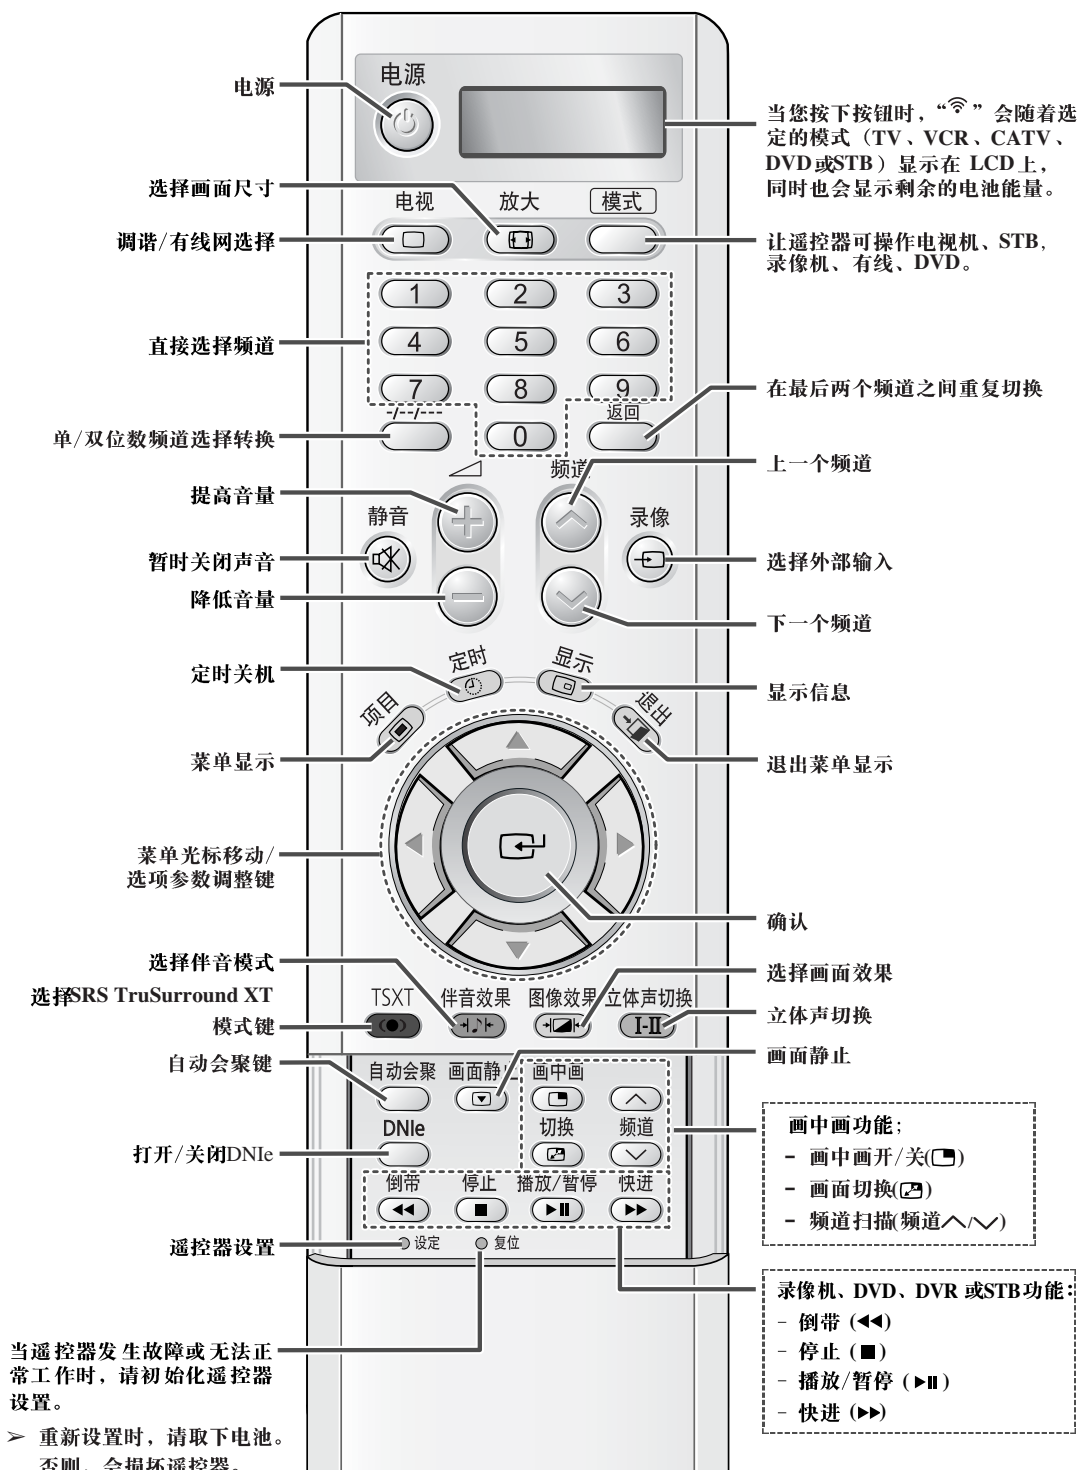 电源
选择画面尺寸
调谐/有线网选择
直接选择频道
单/双位数频道选择转换
提高音量
暂时关闭声音
降低音量
定时关机
菜单显示
菜单光标移动/
选项参数调整键
选择伴音模式
选择SRS TruSurround XT
模式键
自动会聚键
打开/关闭DNIe
遥控器设置
当遥控器发生故障或无法正
常工作时，请初始化遥控器
设置。
➢ 重新设置时，请取下电池。
否则，会损坏遥控器。
电源
电视 放大 模式
1 2 3
4 5 6
7 8 9
-/--/--- 0 返回
频道
静音 录像
定时 显示
项目 退出
TSXT 伴音效果 图像效果 立体声切换
I-II
自动会聚 画面静止 画中画
DNIe 切换 频道
倒带 停止 播放/暂停 快进
设定 复位
当您按下按钮时，“ ”会随着选
定的模式（TV、VCR、CATV、
DVD或STB）显示在 LCD上，
同时也会显示剩余的电池能量。
让遥控器可操作电视机、STB，
录像机、有线、DVD。
在最后两个频道之间重复切换
上一个频道
选择外部输入
下一个频道
显示信息
退出菜单显示
确认
选择画面效果
立体声切换
画面静止
画中画功能；
- 画中画开/关( )
- 画面切换( )
- 频道扫描(频道 / )
录像机、DVD、DVR 或STB功能：
- 倒带 (◀◀)
- 停止 (■)
- 播放/暂停 (▶II)
- 快进 (▶▶)